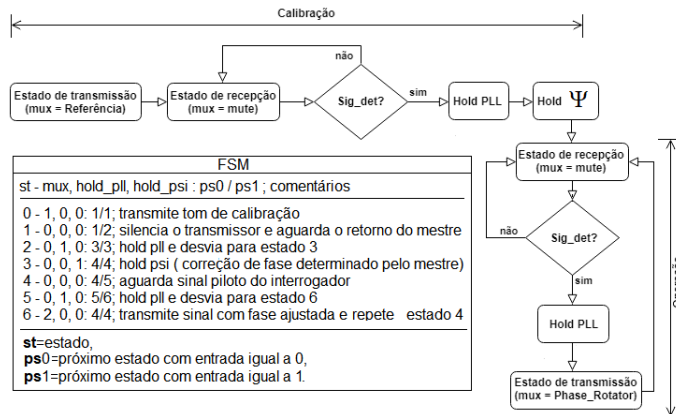 Calibração
não
Estado de transmissão
(mux = Referência)
Estado de recepção
(mux = mute)
Sig_det?
sim
Hold PLL
Hold Ψ
FSM
st - mux, hold_pll, hold_psi : ps0 / ps1 ; comentários
0 - 1, 0, 0: 1/1; transmite tom de calibração
1 - 0, 0, 0: 1/2; silencia o transmissor e aguarda o retorno do mestre
2 - 0, 1, 0: 3/3; hold pll e desvia para estado 3
3 - 0, 0, 1: 4/4; hold psi ( correção de fase determinado pelo mestre)
4 - 0, 0, 0: 4/5; aguarda sinal piloto do interrogador
5 - 0, 1, 0: 5/6; hold pll e desvia para estado 6
6 - 2, 0, 0: 4/4; transmite sinal com fase ajustada e repete estado 4
st=estado,
ps0=próximo estado com entrada igual a 0,
ps1=próximo estado com entrada igual a 1.
Estado de recepção
(mux = mute)
não
Sig_det?
sim
Hold PLL
Estado de transmissão
(mux = Phase_Rotator)
Operação